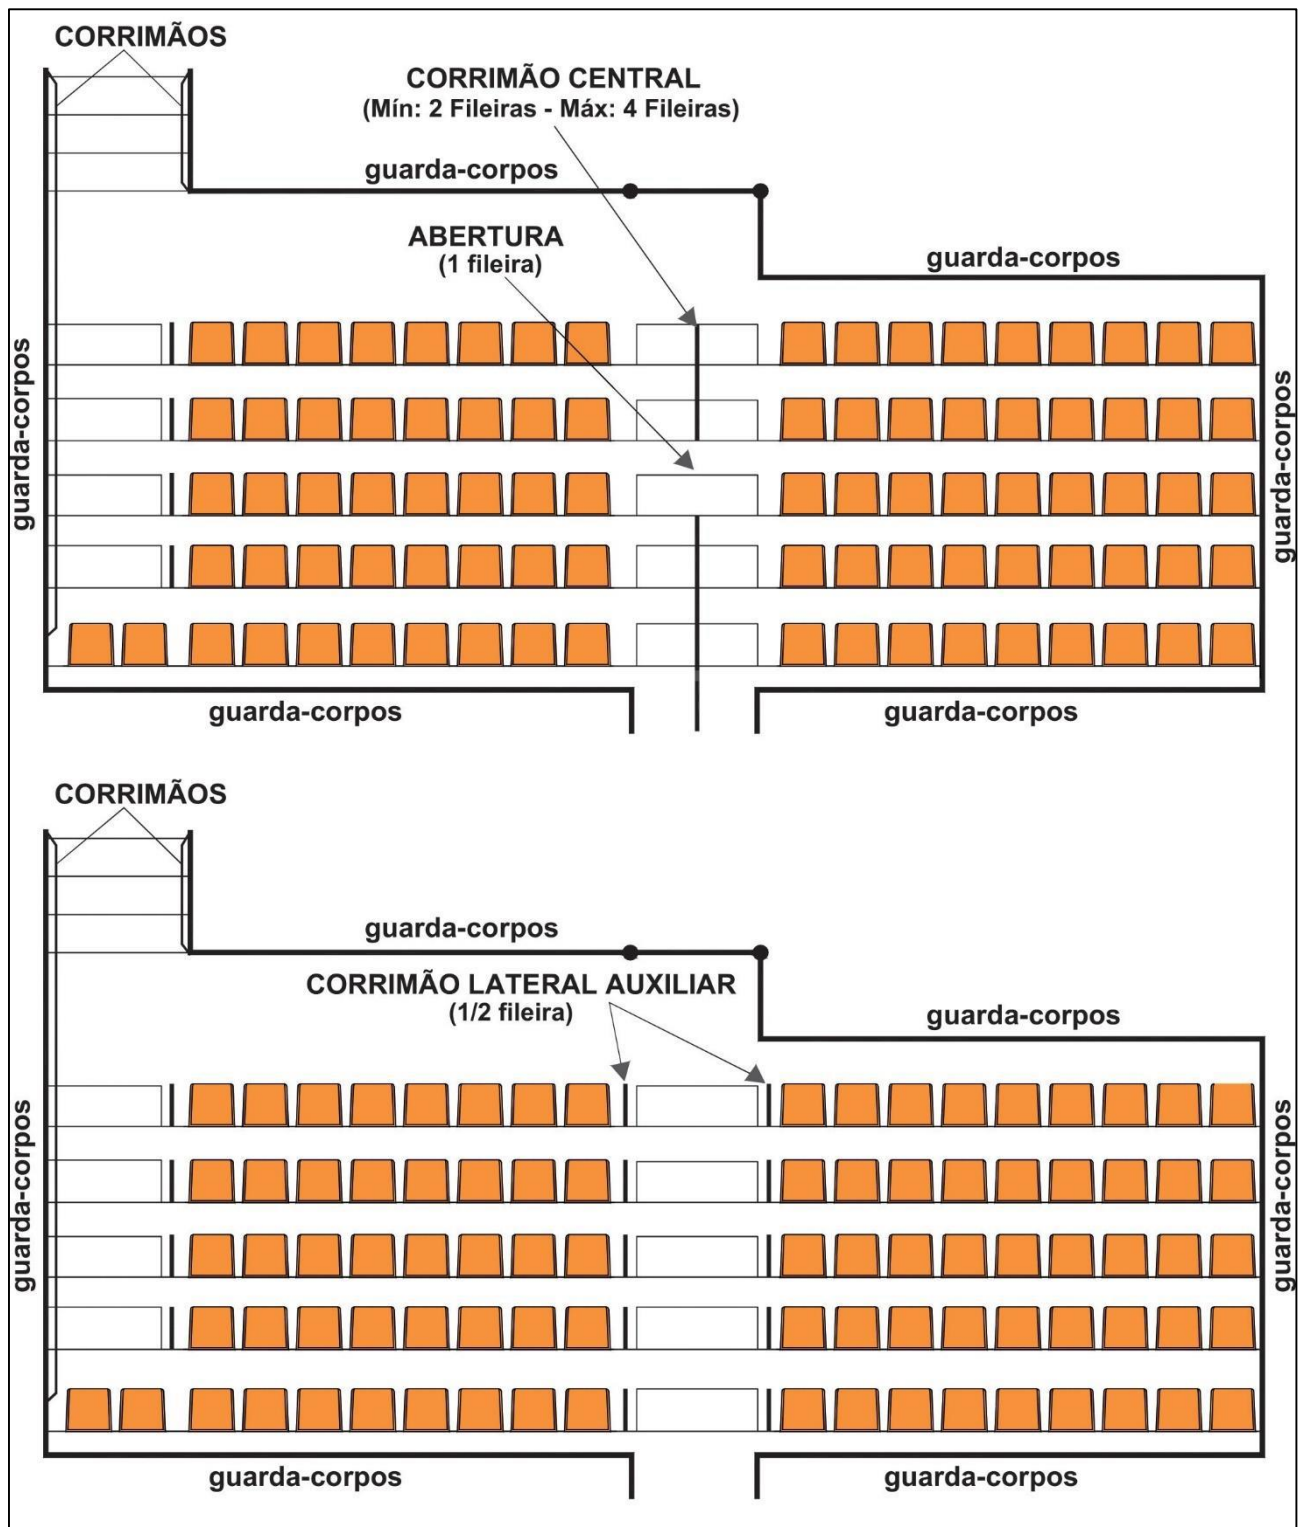 CORRIMÃOS
CORRIMÃO CENTRAL
(Mín: 2 Fileiras - Máx: 4 Fileiras)
guarda-corpos
ABERTURA
(1 fileira)
guarda-corpos
guarda-corpos
guarda-corpos
guarda-corpos
guarda-corpos
CORRIMÃOS
guarda-corpos
CORRIMÃO LATERAL AUXILIAR
(1/2 fileira)
guarda-corpos
guarda-corpos
guarda-corpos
guarda-corpos
guarda-corpos